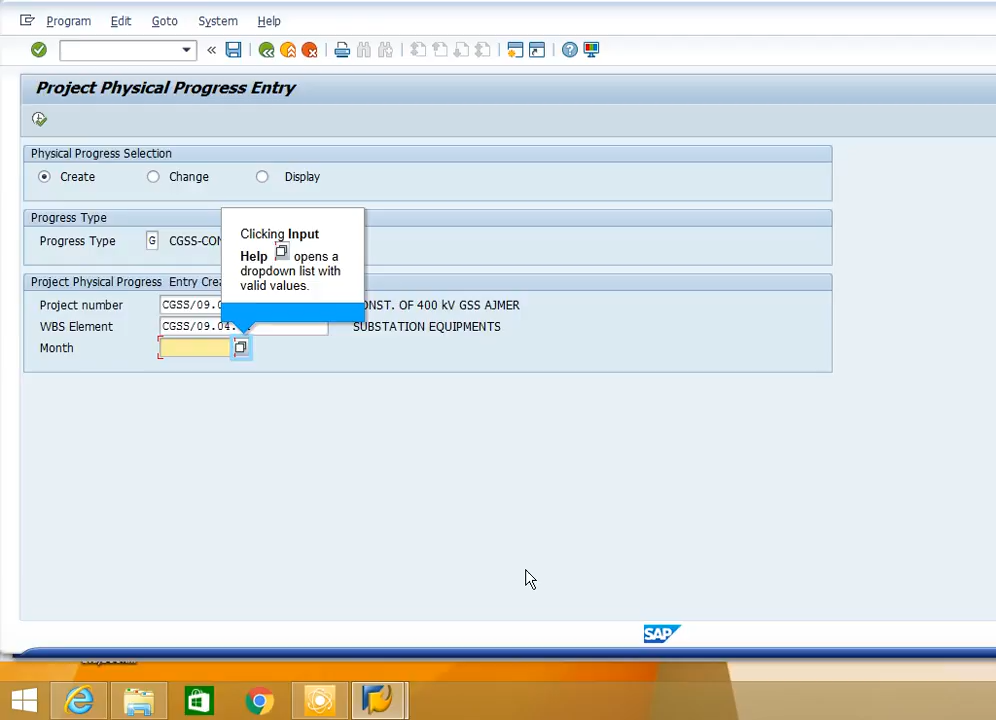 Program Edit Goto System Help
Project Physical Progress Entry
Physical Progress Selection
Create Change Display
Progress Type
Progress Type G CGSS-CON
Project Physical Progress Entry Crea
Project number CGSS/09.0 ONST. OF 400 kV GSS AJMER
WBS Element CGSS/09.04. SUBSTATION EQUIPMENTS
Month
Clicking Input
Help opens a
dropdown list with
valid values.
SAP